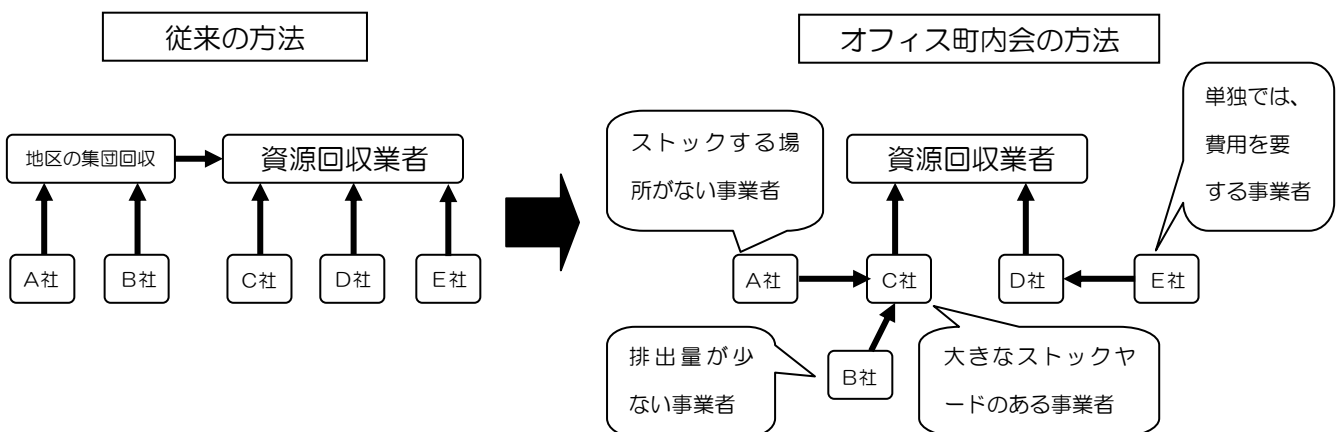 従来の方法
地区の集団回収
資源回収業者
A社
B社
C社
D社
E社
オフィス町内会の方法
ストックする場
所がない事業者
資源回収業者
単独では、
費用を要
する事業者
A社
C社
D社
E社
排出量が少
ない事業者
B社
大きなストックヤ
ードのある事業者